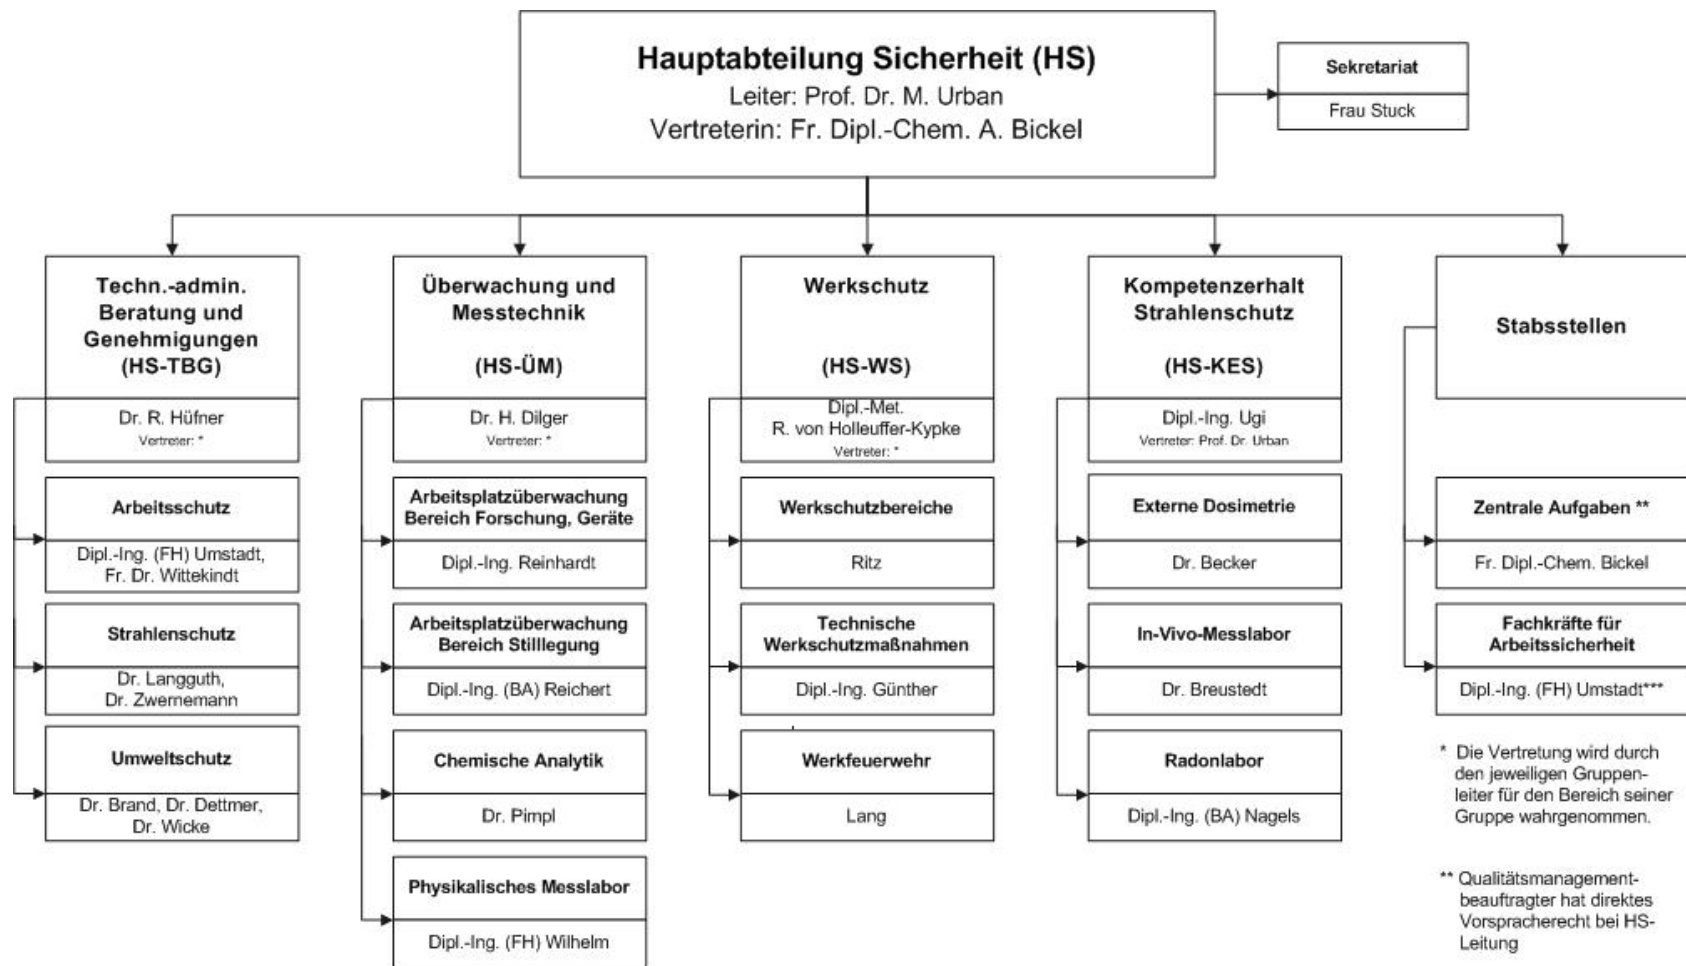 Hauptabteilung Sicherheit (HS)
Leiter: Prof. Dr. M. Urban
Vertreterin: Fr. Dipl.-Chem. A. Bickel
Sekretariat
Frau Stuck
Techn.-admin.
Beratung und
Genehmigungen
(HS-TBG)
Dr. R. Hüfner
Vertreter: *
Arbeitsschutz
Dipl.-Ing. (FH) Umstadt,
Fr. Dr. Wittekindt
Strahlenschutz
Dr. Langguth,
Dr. Zwernemann
Umweltschutz
Dr. Brand, Dr. Dettmer,
Dr. Wicke
Überwachung und
Messtechnik
(HS-ÜM)
Dr. H. Dilger
Vertreter: *
Arbeitsplatzüberwachung
Bereich Forschung, Geräte
Dipl.-Ing. Reinhardt
Arbeitsplatzüberwachung
Bereich Stilllegung
Dipl.-Ing. (BA) Reichert
Chemische Analytik
Dr. Pimpl
Physikalisches Messlabor
Dipl.-Ing. (FH) Wilhelm
Werkschutz
(HS-WS)
Dipl.-Met.
R. von Holleuffer-Kypke
Vertreter: *
Werkschutzbereiche
Ritz
Technische
Werkschutzmaßnahmen
Dipl.-Ing. Günther
Werkfeuerwehr
Lang
Kompetenzerhalt
Strahlenschutz
(HS-KES)
Dipl.-Ing. Ugi
Vertreter: Prof. Dr. Urban
Externe Dosimetrie
Dr. Becker
In-Vivo-Messlabor
Dr. Breustedt
Radonlabor
Dipl.-Ing. (BA) Nagels
Stabsstellen
Zentrale Aufgaben **
Fr. Dipl.-Chem. Bickel
Fachkräfte für
Arbeitssicherheit
Dipl.-Ing. (FH) Umstadt***
* Die Vertretung wird durch
den jeweiligen Gruppen-
leiter für den Bereich seiner
Gruppe wahrgenommen.
** Qualitätsmanagement-
beauftragter hat direktes
Vorspracherecht bei HS-
Leitung